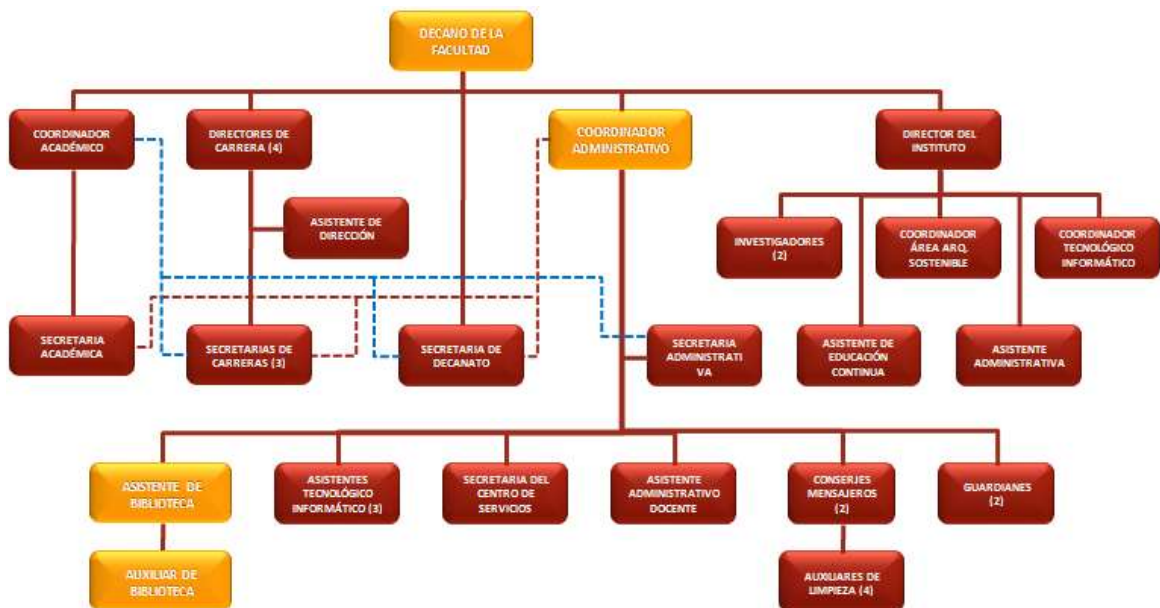 DECANO DE LA
FACULTAD
COORDINADOR
ACADÉMICO
DIRECTORES DE
CARRERA (4)
COORDINADOR
ADMINISTRATIVO
DIRECTOR DEL
INSTITUTO
ASISTENTE DE
DIRECCIÓN
INVESTIGADORES
(2)
COORDINADOR
ÁREA ARQ.
SOSTENIBLE
COORDINADOR
TECNOLÓGICO
INFORMÁTICO
SECRETARIA
ACADÉMICA
SECRETARIAS DE
CARRERAS (3)
SECRETARIA DE
DECANATO
SECRETARIA
ADMINISTRATI
VA
ASISTENTE DE
EDUCACIÓN
CONTINUA
ASISTENTE
ADMINISTRATIVA
ASISTENTE DE
BIBLIOTECA
ASISTENTES
TECNOLÓGICO
INFORMÁTICO (3)
SECRETARIA DEL
CENTRO DE
SERVICIOS
ASISTENTE
ADMINISTRATIVO
DOCENTE
CONSERJES
MENSAJEROS
(2)
GUARDIANES
(2)
AUXILIAR DE
BIBLIOTECA
AUXILIARES DE
LIMPIEZA (4)